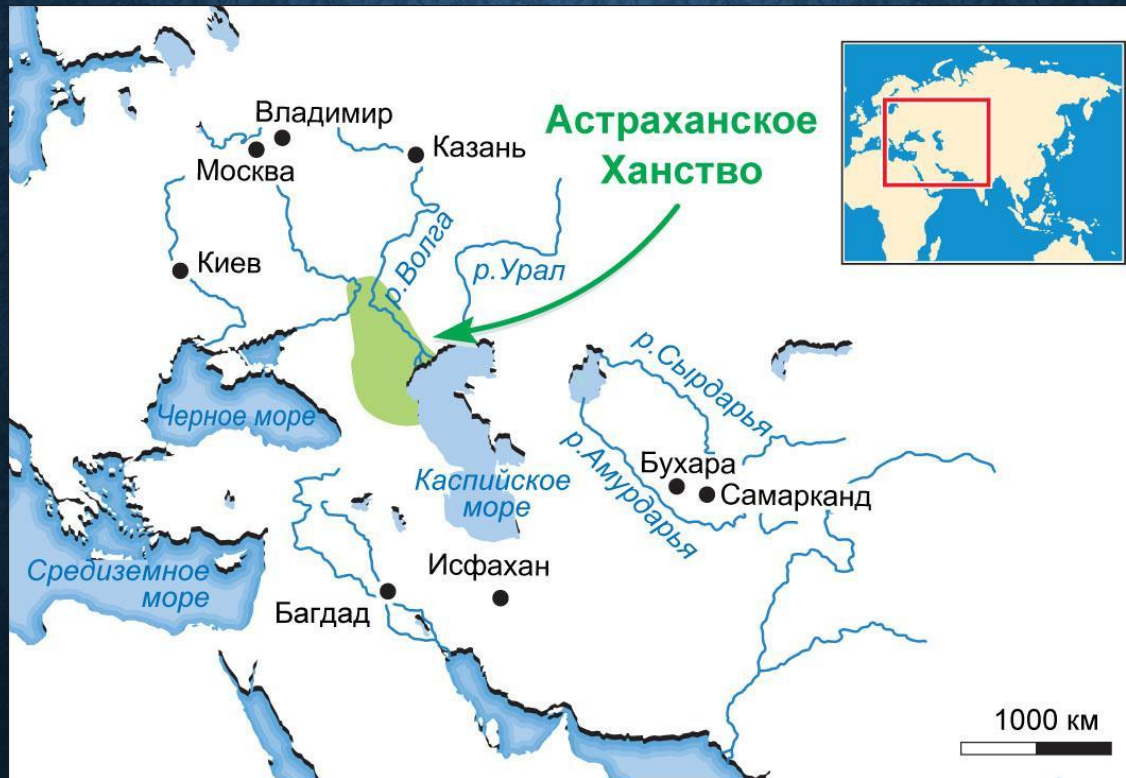 Владимир
Москва
Казань
Астраханское
Ханство
Киев
р.Волга
р.Урал
р.Сырдарья
Черное море
Каспийское
море
р.Амурдарья
Бухара
Самарканд
Средиземное
море
Исфахан
Багдад
1000 км